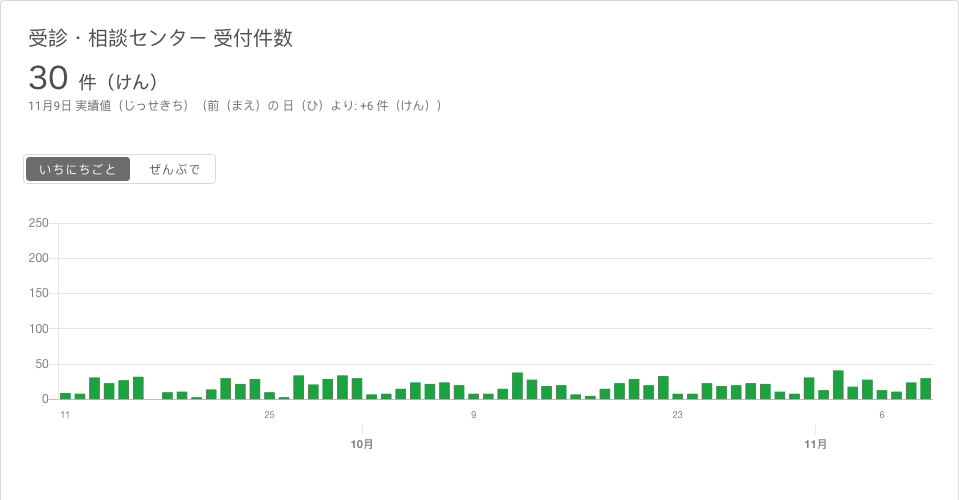 受診・相談センター 受付件数
30 件（けん）
11月9日 実績値（じっせきち）（前（まえ）の 日（ひ）より: +6 件（けん））
いちにちごと ぜんぶで
250
200
150
100
50
0
11 25 9 23 6
10月 11月